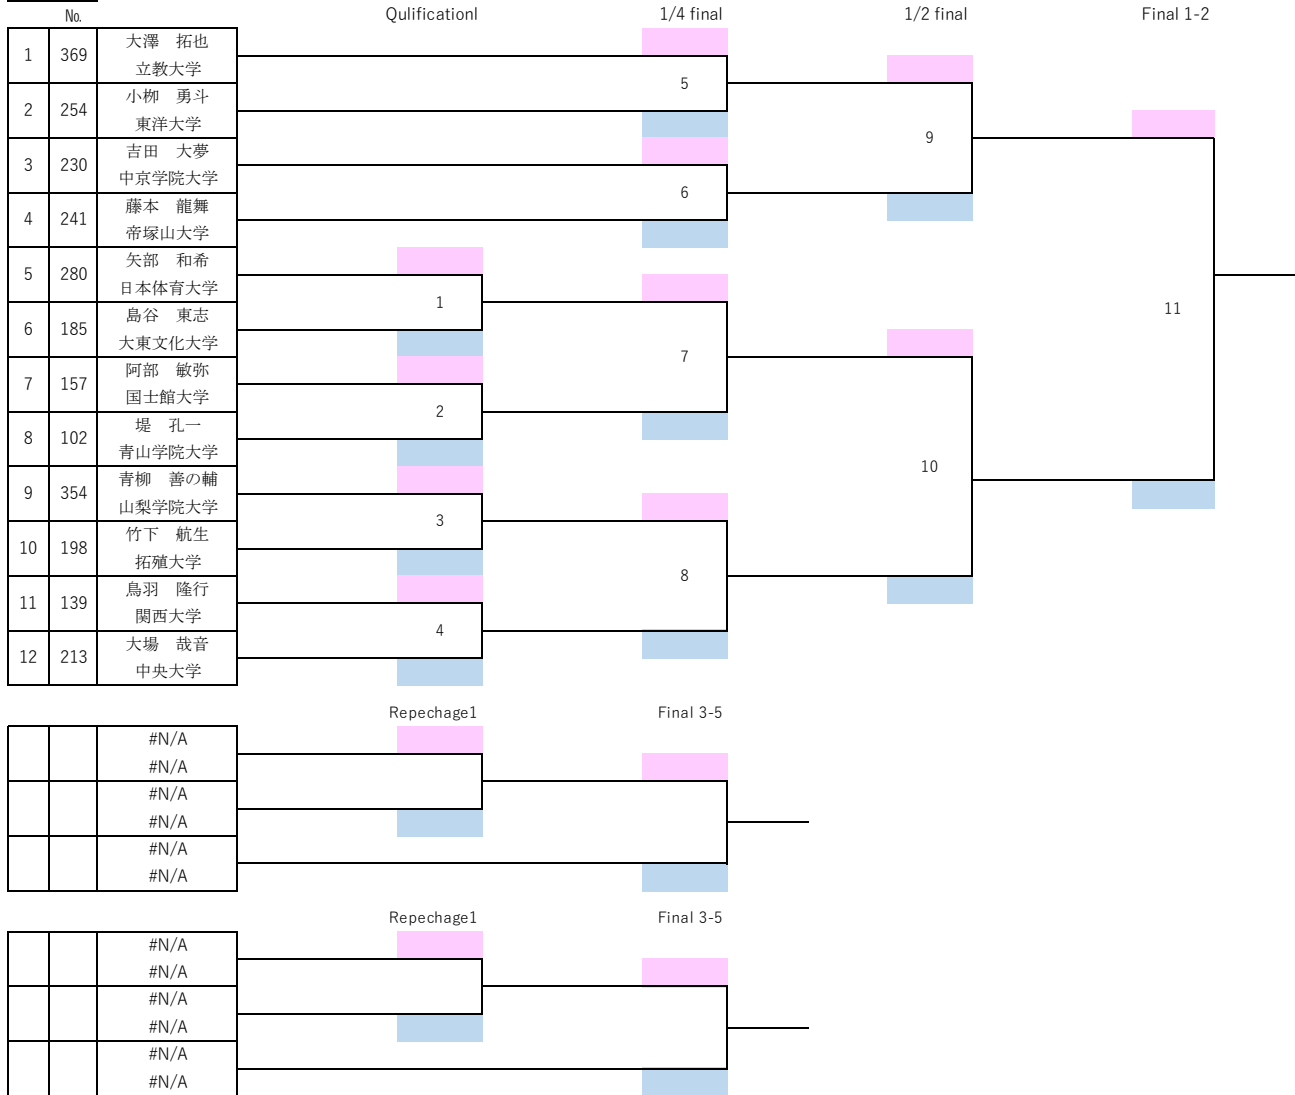 № Qulificationl 1/4 final 1/2 final Final 1-2
1 369 大澤　拓也
立教大学
5
2 254 小栁　勇斗
東洋大学
9
3 230 吉田　大夢
中京学院大学
6
4 241 藤本　龍舞
帝塚山大学
5 280 矢部　和希
日本体育大学
1
11
6 185 島谷　東志
大東文化大学
7
7 157 阿部　敏弥
国士館大学
2
8 102 堤　孔一
青山学院大学
10
9 354 青柳　善の輔
山梨学院大学
3
10 198 竹下　航生
拓殖大学
8
11 139 鳥羽　隆行
関西大学
4
12 213 大場　哉音
中央大学
Repechage1 Final 3-5
#N/A
#N/A
#N/A
#N/A
#N/A
#N/A
Repechage1 Final 3-5
#N/A
#N/A
#N/A
#N/A
#N/A
#N/A